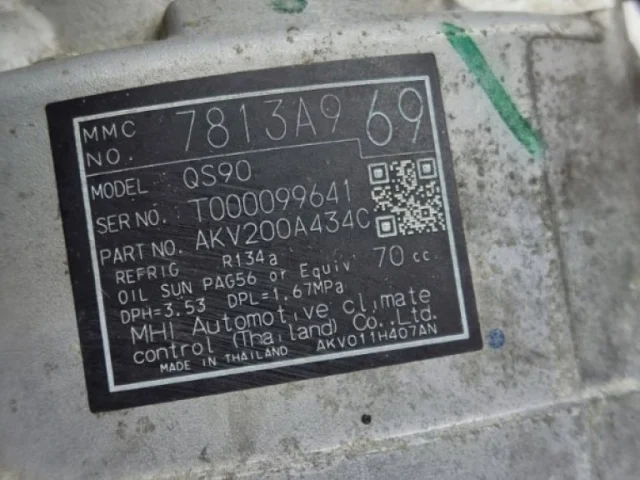 MMC NO. 7813A969
MODEL QS90
SER NO. T000099641
PART NO. AKV200A434C
REFRIG R134a 70 cc
OIL SUN PAG56 or Equiv
DPH=3.53 DPL=1.67MPa
MHI Automotive Climate
control (Thailand) Co., Ltd.
MADE IN THAILAND AKV011H407AN